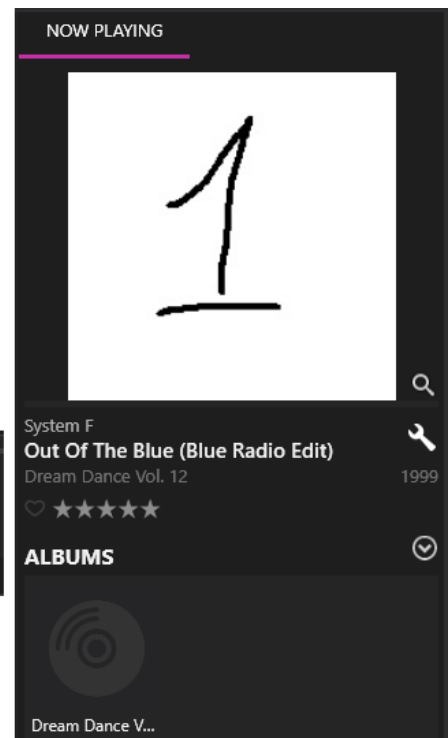 NOW PLAYING
1
System F
Out Of The Blue (Blue Radio Edit)
Dream Dance Vol. 12 1999
ALBUMS
Dream Dance V...